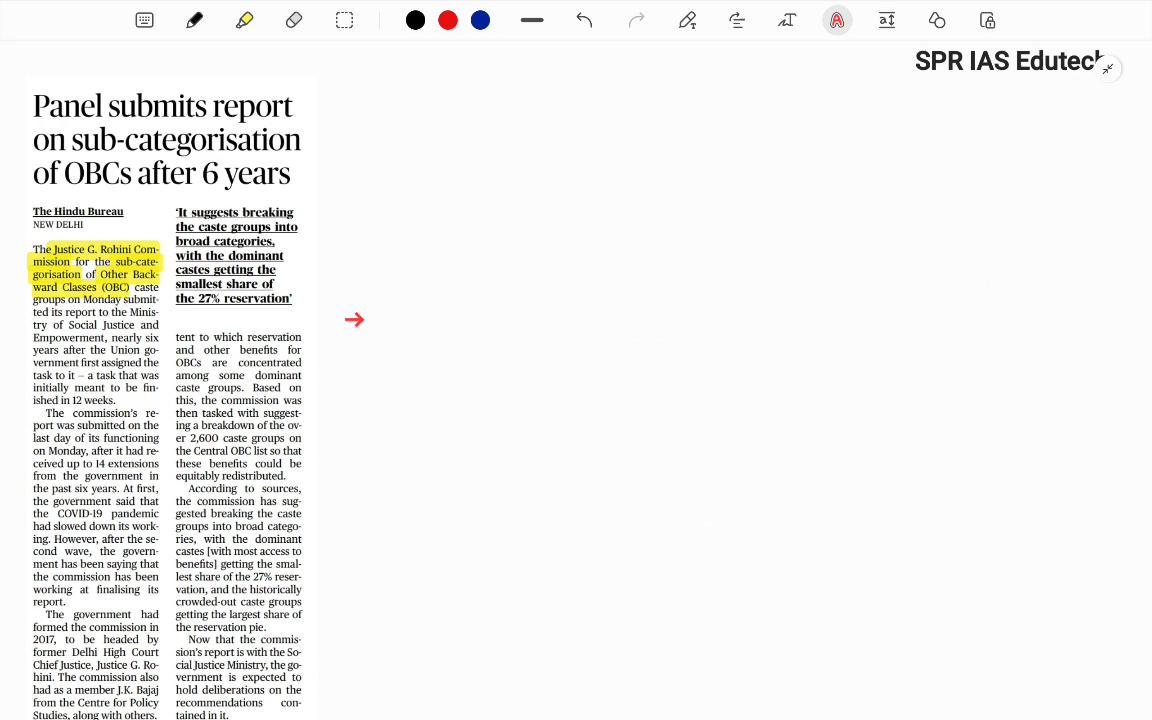 SPR IAS Edutech
Panel submits report
on sub-categorisation
of OBCs after 6 years
The Hindu Bureau
NEW DELHI
The Justice G. Rohini Com-
mission for the sub-cate-
gorisation of Other Back-
ward Classes (OBC) caste
groups on Monday submit-
ted its report to the Minis-
try of Social Justice and
Empowerment, nearly six
years after the Union go-
vernment first assigned the
task to it – a task that was
initially meant to be fin-
ished in 12 weeks.
The commission's re-
port was submitted on the
last day of its functioning
on Monday, after it had re-
ceived up to 14 extensions
from the government in
the past six years. At first,
the government said that
the COVID-19 pandemic
had slowed down its work-
ing. However, after the se-
cond wave, the govern-
ment has been saying that
the commission has been
working at finalising its
report.
The government had
formed the commission in
2017, to be headed by
former Delhi High Court
Chief Justice, Justice G. Ro-
hini. The commission also
had as a member J.K. Bajaj
from the Centre for Policy
Studies, along with others.
'It suggests breaking
the caste groups into
broad categories,
with the dominant
castes getting the
smallest share of
the 27% reservation'
tent to which reservation
and other benefits for
OBCs are concentrated
among some dominant
caste groups. Based on
this, the commission was
then tasked with suggest-
ing a breakdown of the ov-
er 2,600 caste groups on
the Central OBC list so that
these benefits could be
equitably redistributed.
According to sources,
the commission has sug-
gested breaking the caste
groups into broad catego-
ries, with the dominant
castes [with most access to
benefits] getting the smal-
lest share of the 27% reser-
vation, and the historically
crowded-out caste groups
getting the largest share of
the reservation pie.
Now that the commis-
sion's report is with the So-
cial Justice Ministry, the go-
vernment is expected to
hold deliberations on the
recommendations con-
tained in it.